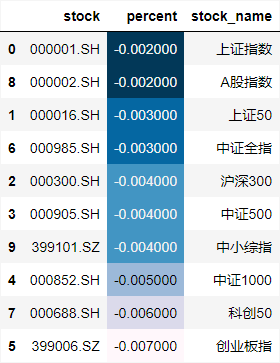 stock percent stock_name
0 000001.SH -0.002000 上证指数
8 000002.SH -0.002000 A股指数
1 000016.SH -0.003000 上证50
6 000985.SH -0.003000 中证全指
2 000300.SH -0.004000 沪深300
3 000905.SH -0.004000 中证500
9 399101.SZ -0.004000 中小综指
4 000852.SH -0.005000 中证1000
7 000688.SH -0.006000 科创50
5 399006.SZ -0.007000 创业板指